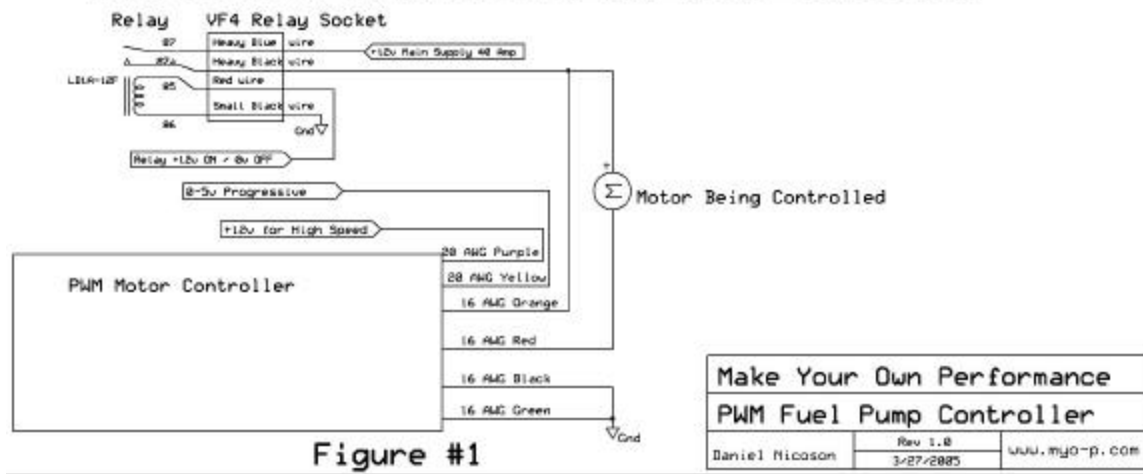 Relay VF4 Relay Socket
87 Heavy Blue wire
+12v Main Supply 40 Amp
87a Heavy Black wire
85 Red wire
Small Black wire
86
Gnd
Relay +12v ON / 0v OFF
0-5v Progressive
Σ Motor Being Controlled
+
+12v for High Speed
20 AWG Purple
20 AWG Yellow
PWM Motor Controller
16 AWG Orange
16 AWG Red
16 AWG Black
16 AWG Green
Gnd
Figure #1
Make Your Own Performance
PWM Fuel Pump Controller
Daniel Nicoson
Rev 1.0
3/27/2005
www.myo-p.com